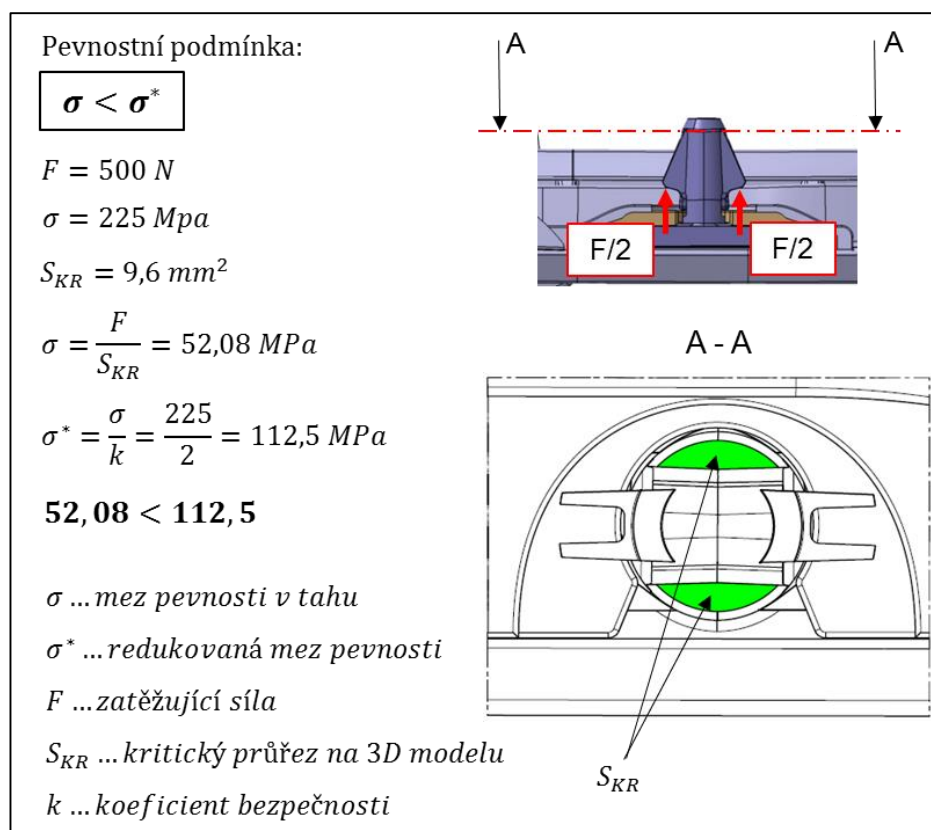 Pevnostní podmínka:
σ < σ*
F = 500 N
σ = 225 Mpa
S_KR = 9,6 mm²
σ = F/S_KR = 52,08 MPa
σ* = σ/k = 225/2 = 112,5 MPa
52,08 < 112,5
σ … mez pevnosti v tahu
σ* … redukovaná mez pevnosti
F … zatěžující síla
S_KR … kritický průřez na 3D modelu
k … koeficient bezpečnosti
A A
F/2 F/2
A - A
S_KR